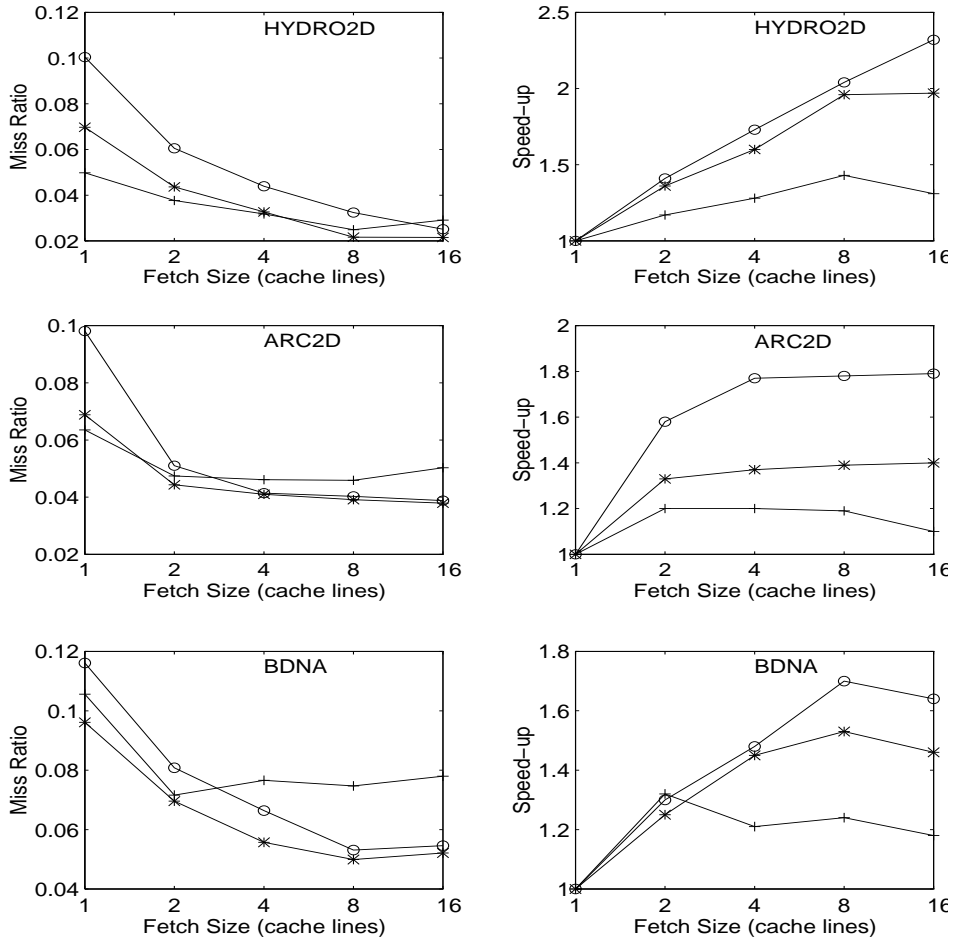 HYDRO2D
Miss Ratio
0.12
0.1
0.08
0.06
0.04
0.02
1 2 4 8 16
Fetch Size (cache lines)
HYDRO2D
Speed-up
2.5
2
1.5
1
1 2 4 8 16
Fetch Size (cache lines)
ARC2D
Miss Ratio
0.1
0.08
0.06
0.04
0.02
1 2 4 8 16
Fetch Size (cache lines)
ARC2D
Speed-up
2
1.8
1.6
1.4
1.2
1
1 2 4 8 16
Fetch Size (cache lines)
BDNA
Miss Ratio
0.12
0.1
0.08
0.06
0.04
1 2 4 8 16
Fetch Size (cache lines)
BDNA
Speed-up
1.8
1.6
1.4
1.2
1
1 2 4 8 16
Fetch Size (cache lines)